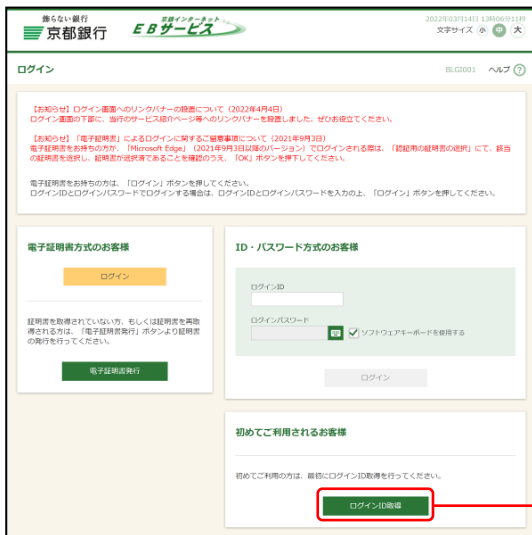 飾らない銀行
京都銀行
京銀インターネット
EBサービス
2022年03月14日 13時06分11秒
文字サイズ 小 中 大
ログイン
BLGI001 ヘルプ ?
【お知らせ】ログイン画面へのリンクバナーの設置について（2022年4月4日）
ログイン画面の下部に、当行のサービス紹介ページ等へのリンクバナーを設置しました。ぜひお役立てください。
【お知らせ】「電子証明書」によるログインに関するご留意事項について（2021年9月3日）
電子証明書をお持ちの方が、「Microsoft Edge」（2021年9月3日以降のバージョン）でログインされる際は、「認証用の証明書の選択」にて、該当
の証明書を選択し、証明書が選択済であることを確認のうえ、「OK」ボタンを押下してください。
電子証明書をお持ちの方は、「ログイン」ボタンを押してください。
ログインIDとログインパスワードでログインする場合は、ログインIDとログインパスワードを入力の上、「ログイン」ボタンを押してください。
電子証明書方式のお客様
ログイン
証明書を取得されていない方、もしくは証明書を再取
得される方は、「電子証明書発行」ボタンより証明書
の発行を行ってください。
電子証明書発行
ID・パスワード方式のお客様
ログインID
ログインパスワード
ソフトウェアキーボードを使用する
ログイン
初めてご利用されるお客様
初めてご利用の方は、最初にログインID取得を行ってください。
ログインID取得